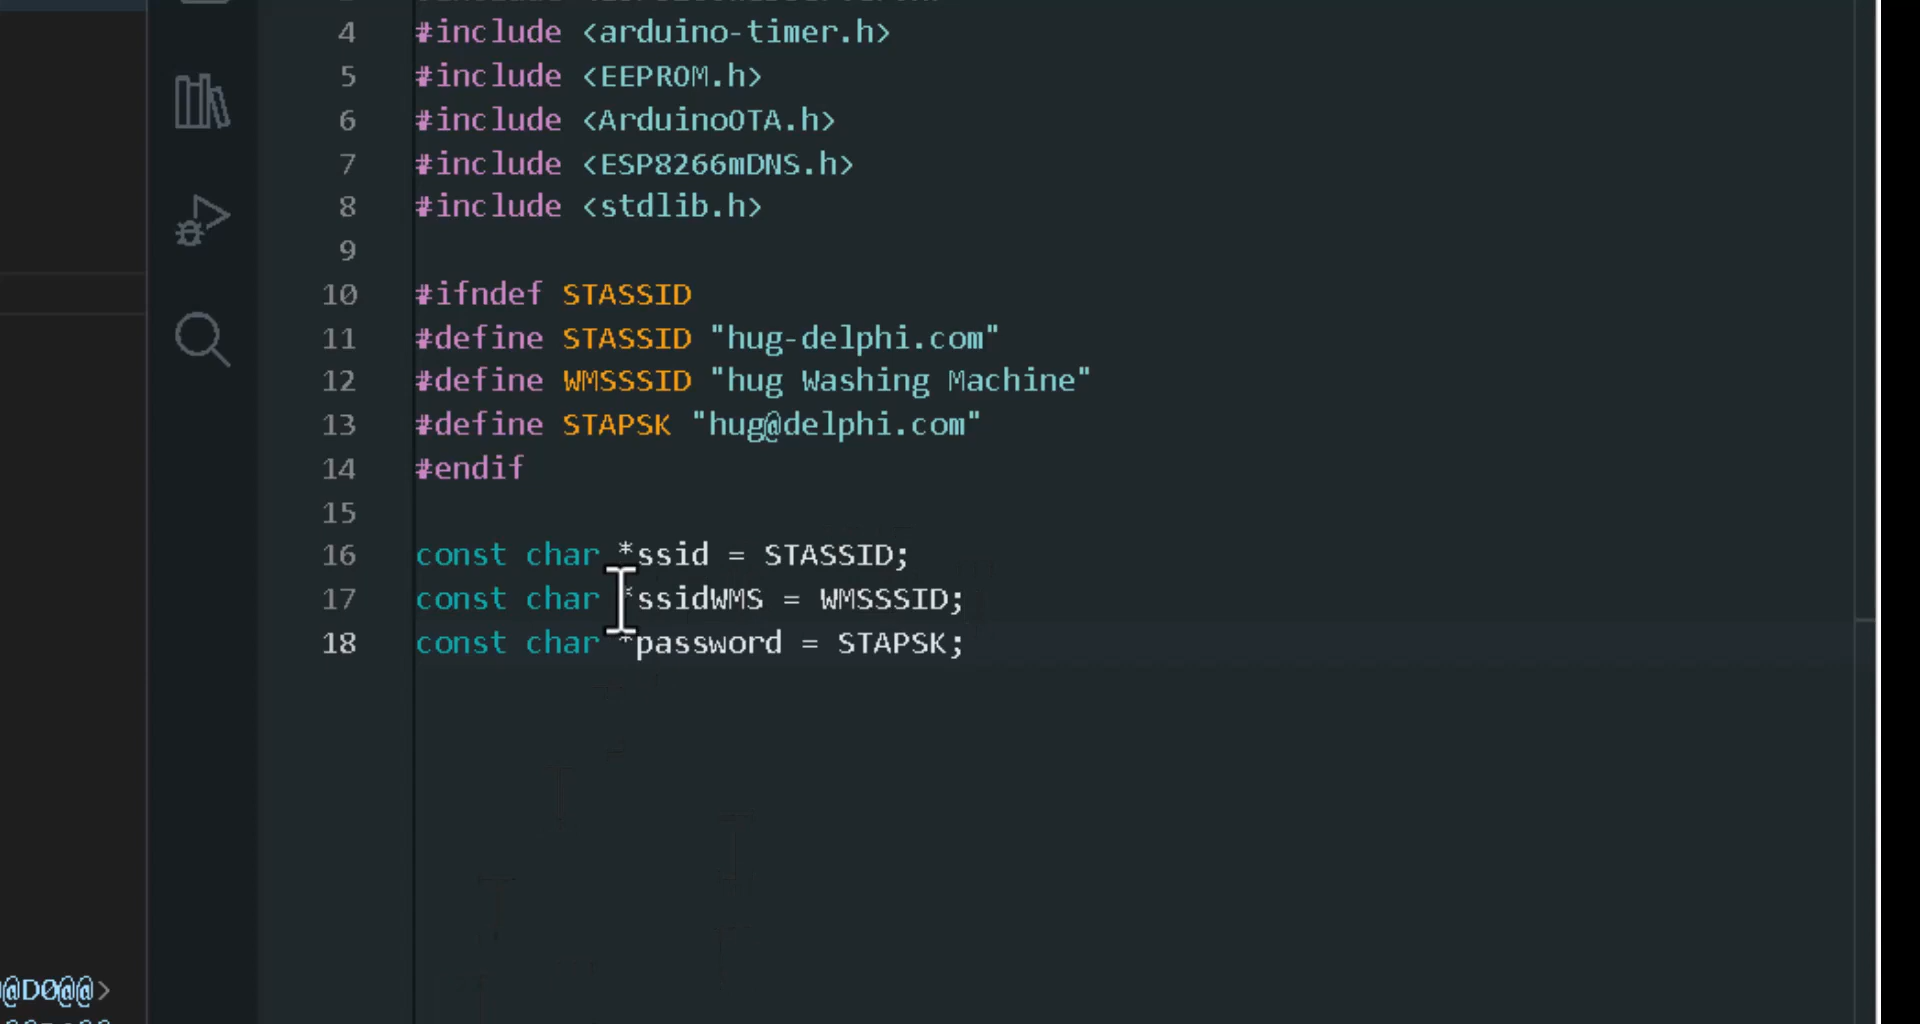 4 #include <arduino-timer.h>
5 #include <EEPROM.h>
6 #include <ArduinoOTA.h>
7 #include <ESP8266mDNS.h>
8 #include <stdlib.h>
9
10 #ifndef STASSID
11 #define STASSID "hug-delphi.com"
12 #define WMSSSID "hug Washing Machine"
13 #define STAPSK "hug@delphi.com"
14 #endif
15
16 const char *ssid = STASSID;
17 const char *ssidWMS = WMSSSID;
18 const char *password = STAPSK;
@D0@@>